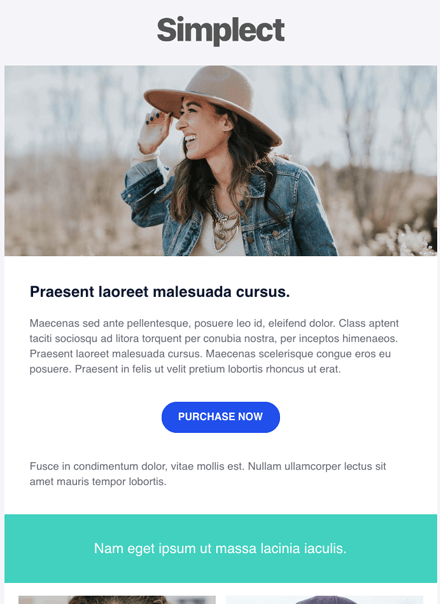 Simplect
Praesent laoreet malesuada cursus.
Maecenas sed ante pellentesque, posuere leo id, eleifend dolor. Class aptent
taciti sociosqu ad litora torquent per conubia nostra, per inceptos himenaeos.
Praesent laoreet malesuada cursus. Maecenas scelerisque congue eros eu
posuere. Praesent in felis ut velit pretium lobortis rhoncus ut erat.
PURCHASE NOW
Fusce in condimentum dolor, vitae mollis est. Nullam ullamcorper lectus sit
amet mauris tempor lobortis.
Nam eget ipsum ut massa lacinia iaculis.